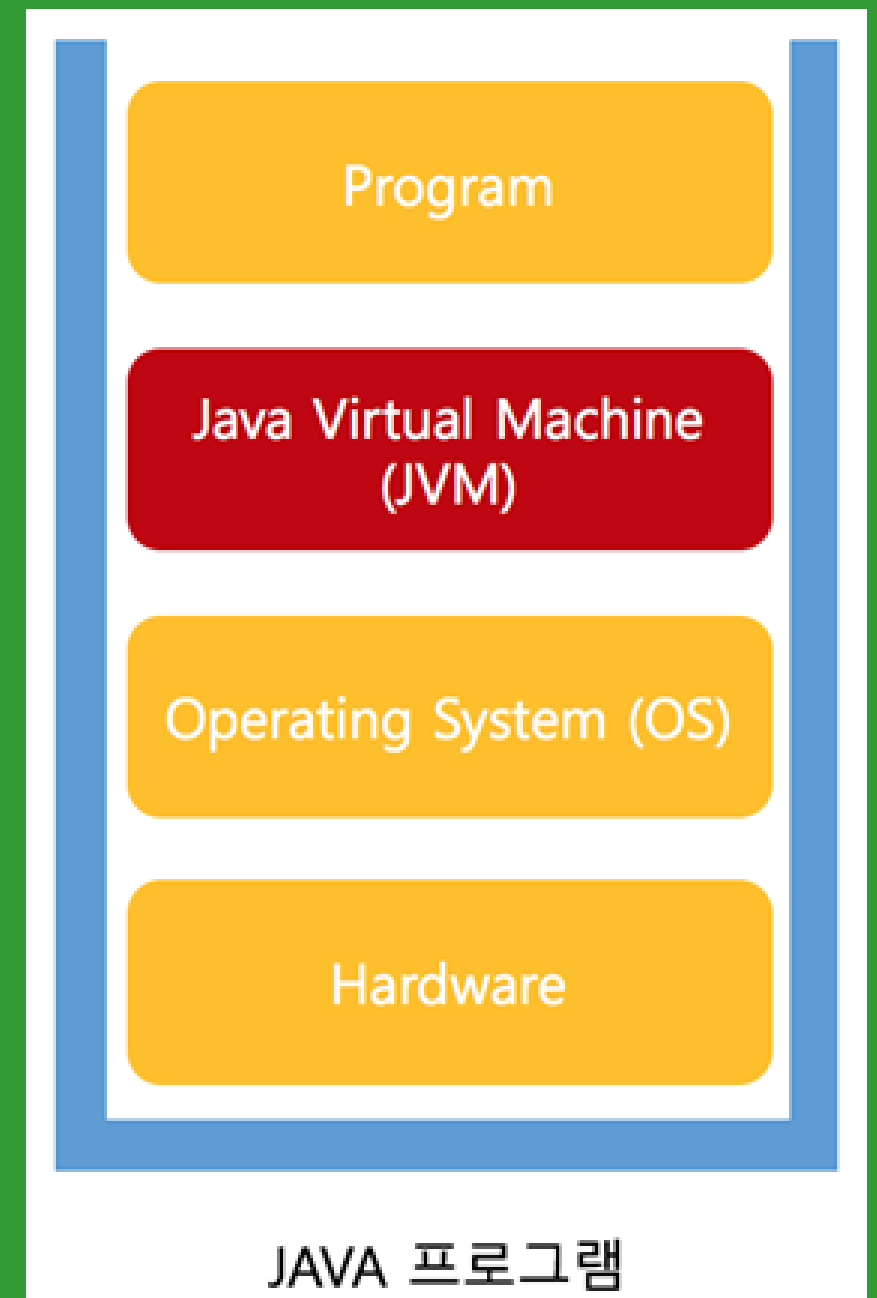 Program
Java Virtual Machine
(JVM)
Operating System (OS)
Hardware
JAVA 프로그램